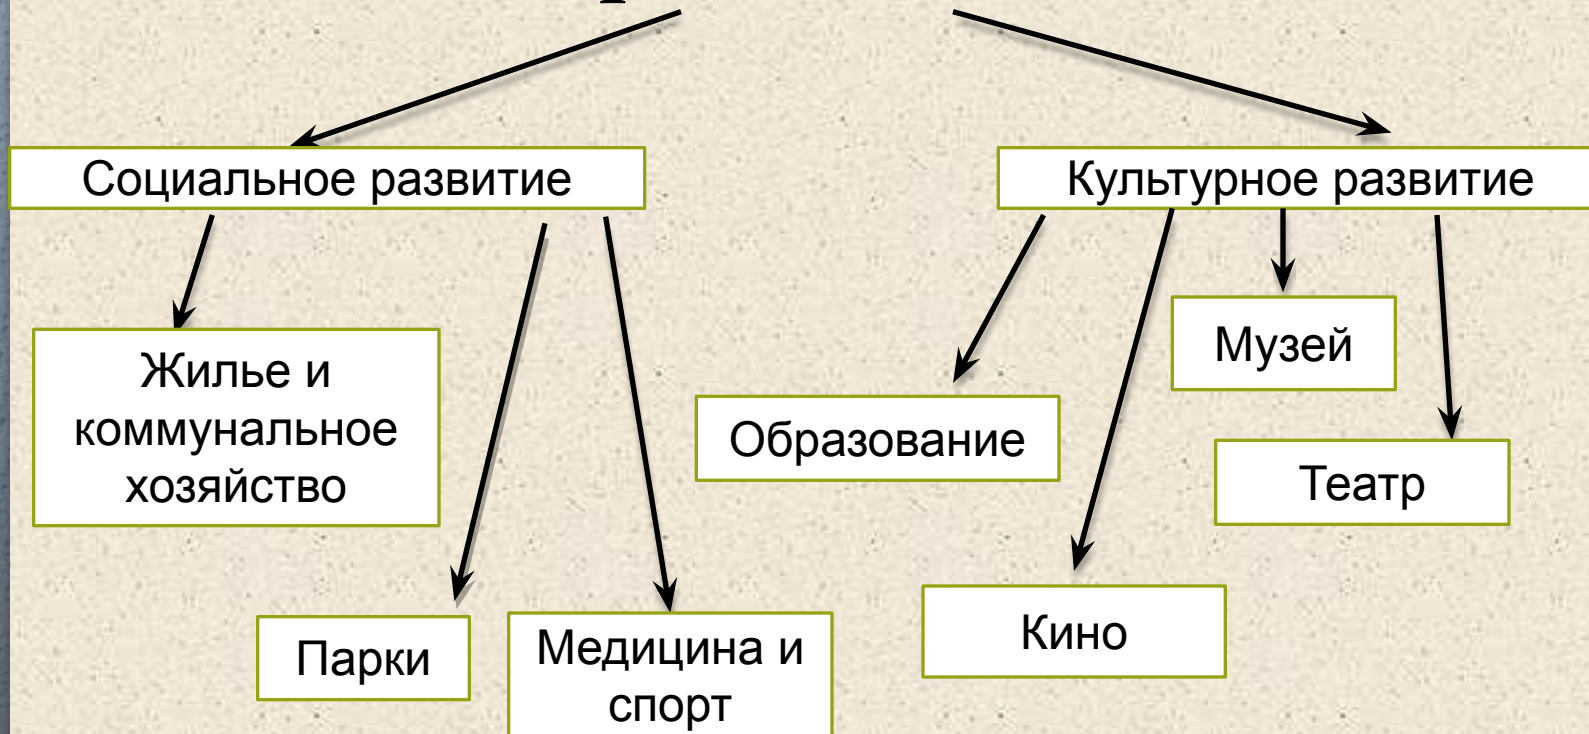 Социальное развитие
Культурное развитие
Жилье и
коммунальное
хозяйство
Музей
Образование
Театр
Парки
Медицина и
спорт
Кино